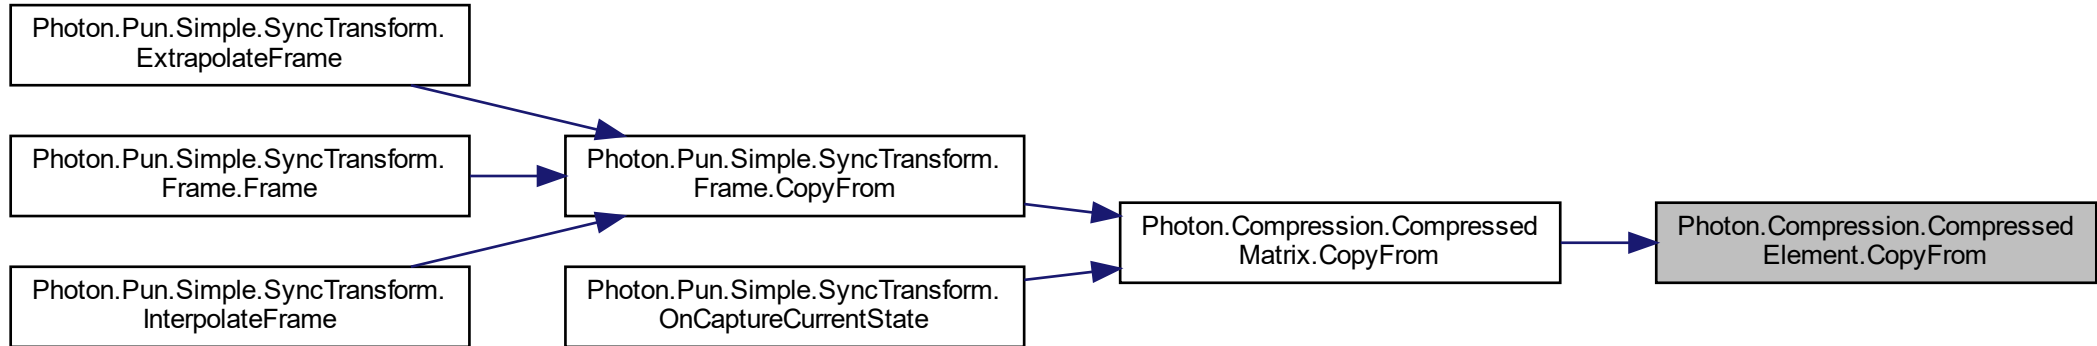 Photon.Pun.Simple.SyncTransform.
ExtrapolateFrame
Photon.Pun.Simple.SyncTransform.
Frame.Frame
Photon.Pun.Simple.SyncTransform.
InterpolateFrame
Photon.Pun.Simple.SyncTransform.
Frame.CopyFrom
Photon.Pun.Simple.SyncTransform.
OnCaptureCurrentState
Photon.Compression.Compressed
Matrix.CopyFrom
Photon.Compression.Compressed
Element.CopyFrom